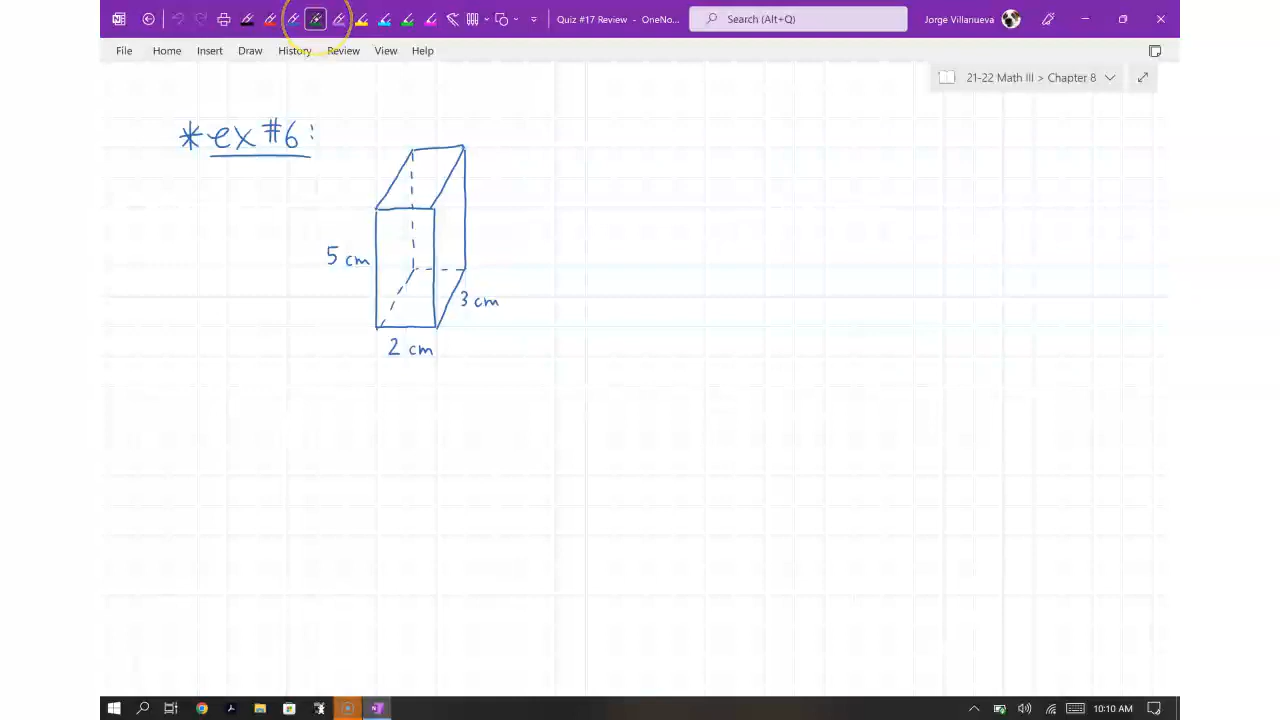 Quiz #17 Review - OneNo...
Search (Alt+Q)
Jorge Villanueva
File Home Insert Draw History Review View Help
21-22 Math III > Chapter 8
*ex #6:
5 cm
3 cm
2 cm
10:10 AM